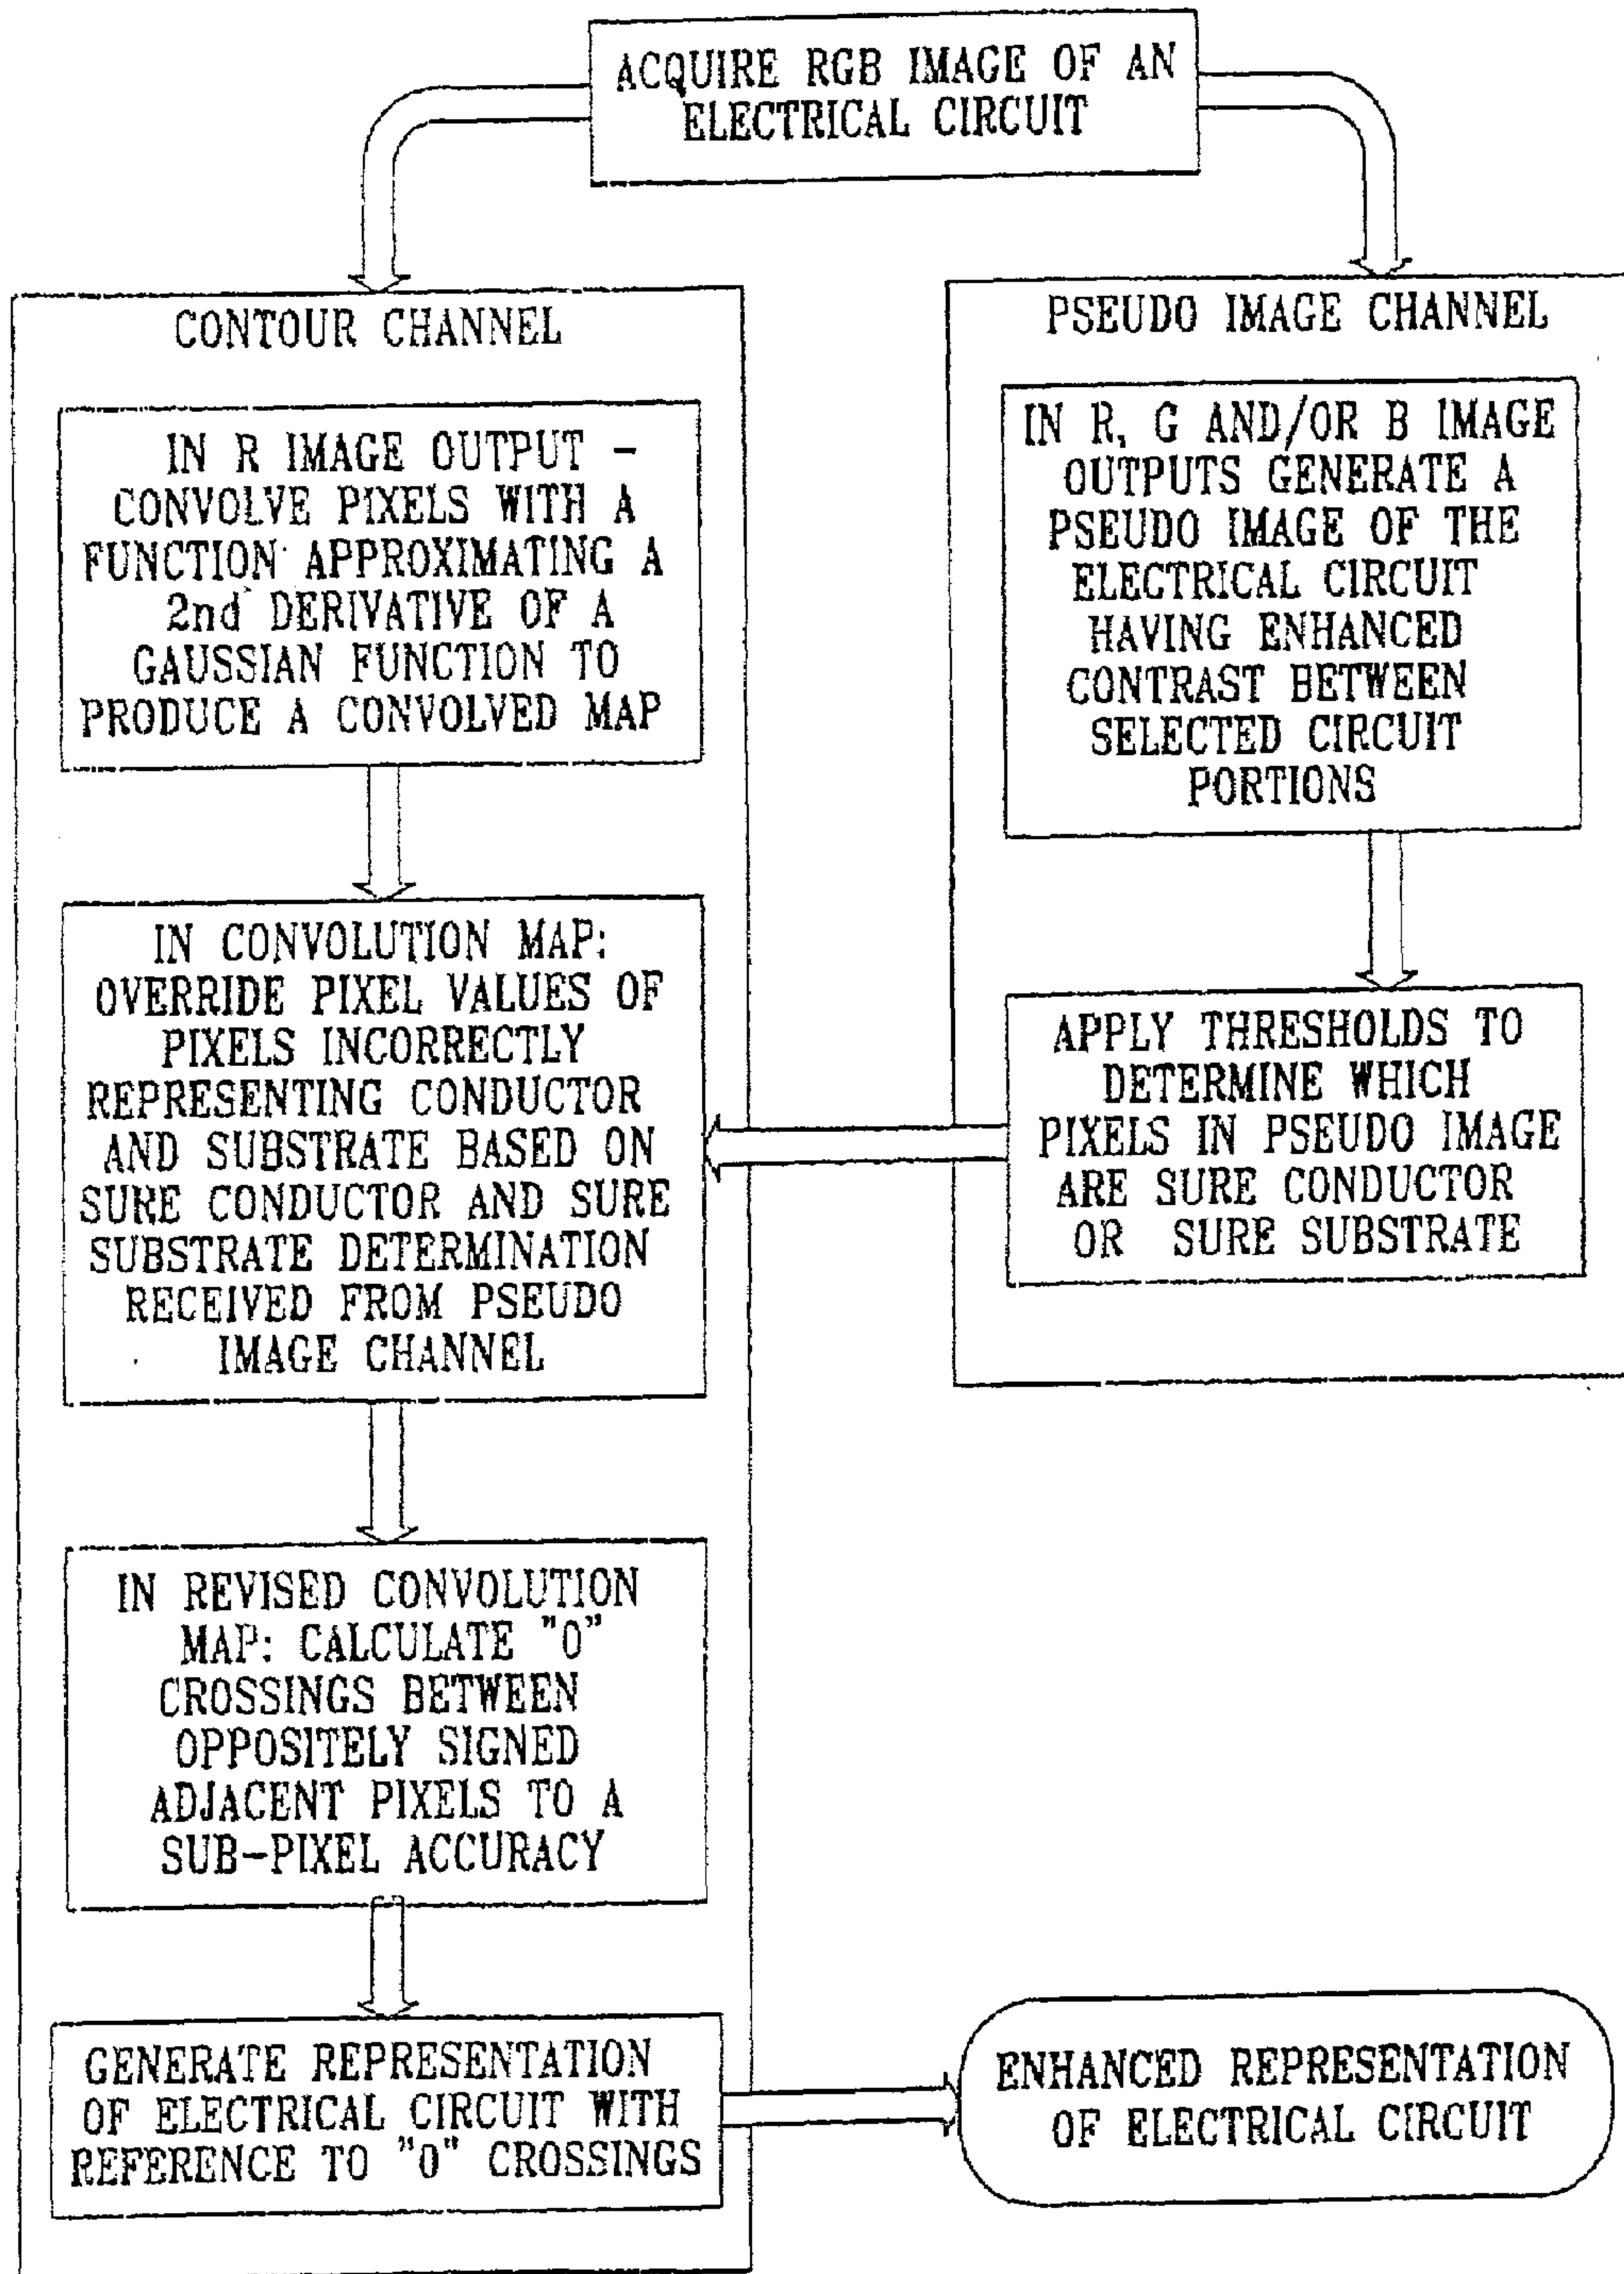 ACQUIRE RGB IMAGE OF AN
ELECTRICAL CIRCUIT
CONTOUR CHANNEL
IN R IMAGE OUTPUT -
CONVOLVE PIXELS WITH A
FUNCTION APPROXIMATING A
2nd DERIVATIVE OF A
GAUSSIAN FUNCTION TO
PRODUCE A CONVOLVED MAP
IN CONVOLUTION MAP:
OVERRIDE PIXEL VALUES OF
PIXELS INCORRECTLY
REPRESENTING CONDUCTOR
AND SUBSTRATE BASED ON
SURE CONDUCTOR AND SURE
SUBSTRATE DETERMINATION
RECEIVED FROM PSEUDO
IMAGE CHANNEL
IN REVISED CONVOLUTION
MAP: CALCULATE "0"
CROSSINGS BETWEEN
OPPOSITELY SIGNED
ADJACENT PIXELS TO A
SUB-PIXEL ACCURACY
GENERATE REPRESENTATION
OF ELECTRICAL CIRCUIT WITH
REFERENCE TO "0" CROSSINGS
PSEUDO IMAGE CHANNEL
IN R, G AND/OR B IMAGE
OUTPUTS GENERATE A
PSEUDO IMAGE OF THE
ELECTRICAL CIRCUIT
HAVING ENHANCED
CONTRAST BETWEEN
SELECTED CIRCUIT
PORTIONS
APPLY THRESHOLDS TO
DETERMINE WHICH
PIXELS IN PSEUDO IMAGE
ARE SURE CONDUCTOR
OR SURE SUBSTRATE
ENHANCED REPRESENTATION
OF ELECTRICAL CIRCUIT